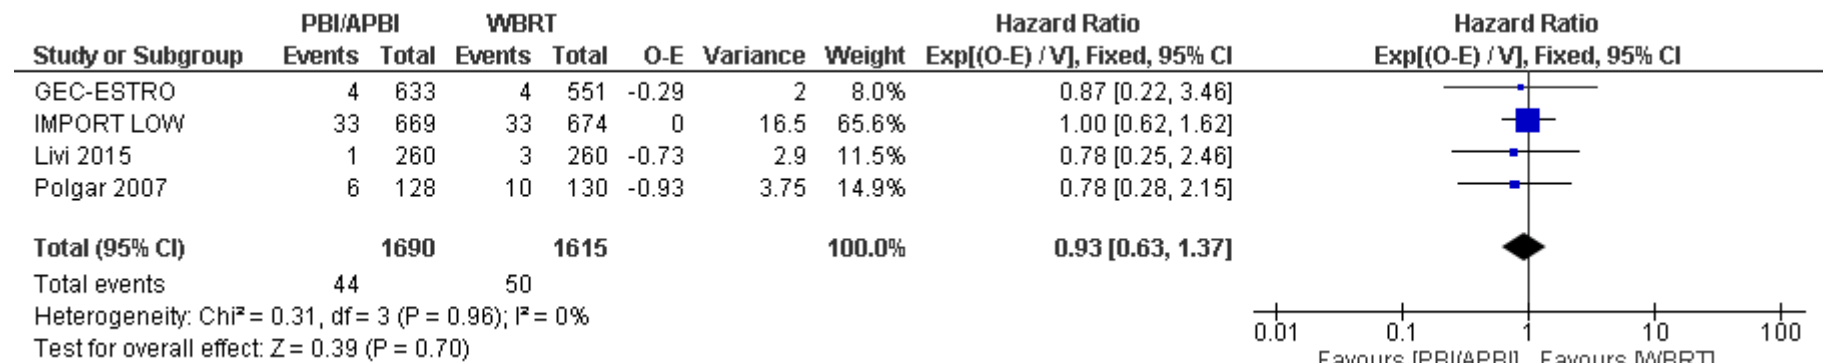 PBI/APBI WBRT Hazard Ratio Hazard Ratio
Study or Subgroup Events Total Events Total O-E Variance Weight Exp[(O-E) / V], Fixed, 95% CI Exp[(O-E) / V], Fixed, 95% CI
GEC-ESTRO 4 633 4 551 -0.29 2 8.0% 0.87 [0.22, 3.46]
IMPORT LOW 33 669 33 674 0 16.5 65.6% 1.00 [0.62, 1.62]
Livi 2015 1 260 3 260 -0.73 2.9 11.5% 0.78 [0.25, 2.46]
Polgar 2007 6 128 10 130 -0.93 3.75 14.9% 0.78 [0.28, 2.15]
Total (95% CI) 1690 1615 100.0% 0.93 [0.63, 1.37]
Total events 44 50
Heterogeneity: Chi² = 0.31, df = 3 (P = 0.96); I² = 0%
Test for overall effect: Z = 0.39 (P = 0.70)
0.01 0.1 1 10 100
Favours [PBI/APBI] Favours [WBRT]